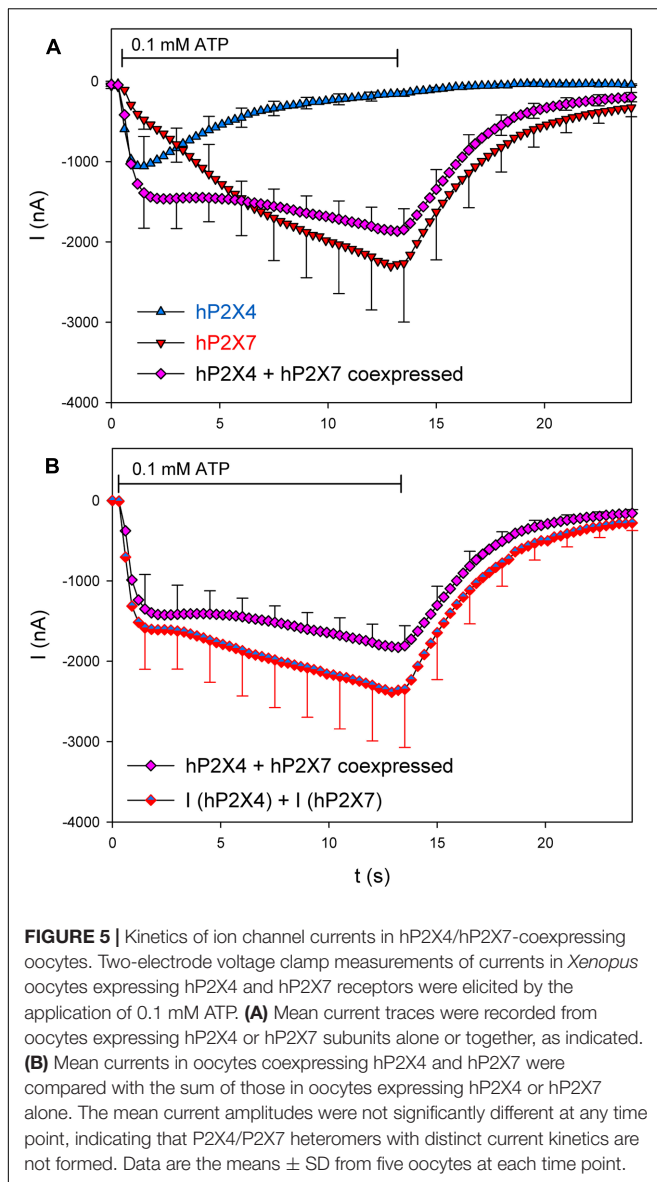 A
0.1 mM ATP
0
-1000
-2000
-3000
-4000
I (nA)
hP2X4
hP2X7
hP2X4 + hP2X7 coexpressed
0 5 10 15 20
B
0.1 mM ATP
0
-1000
-2000
-3000
-4000
I (nA)
hP2X4 + hP2X7 coexpressed
I (hP2X4) + I (hP2X7)
0 5 10 15 20
t (s)
FIGURE 5 | Kinetics of ion channel currents in hP2X4/hP2X7-coexpressing
oocytes. Two-electrode voltage clamp measurements of currents in Xenopus
oocytes expressing hP2X4 and hP2X7 receptors were elicited by the
application of 0.1 mM ATP. (A) Mean current traces were recorded from
oocytes expressing hP2X4 or hP2X7 subunits alone or together, as indicated.
(B) Mean currents in oocytes coexpressing hP2X4 and hP2X7 were
compared with the sum of those in oocytes expressing hP2X4 or hP2X7
alone. The mean current amplitudes were not significantly different at any time
point, indicating that P2X4/P2X7 heteromers with distinct current kinetics are
not formed. Data are the means ± SD from five oocytes at each time point.